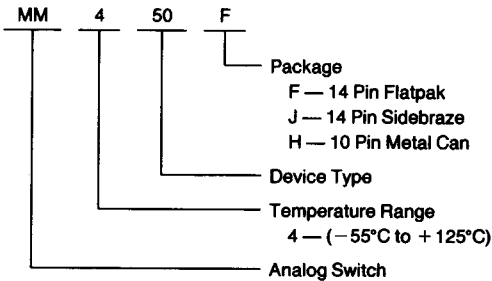 MM 4 50 F
Package
F — 14 Pin Flatpak
J — 14 Pin Sidebraze
H — 10 Pin Metal Can
Device Type
Temperature Range
4 — (−55°C to +125°C)
Analog Switch